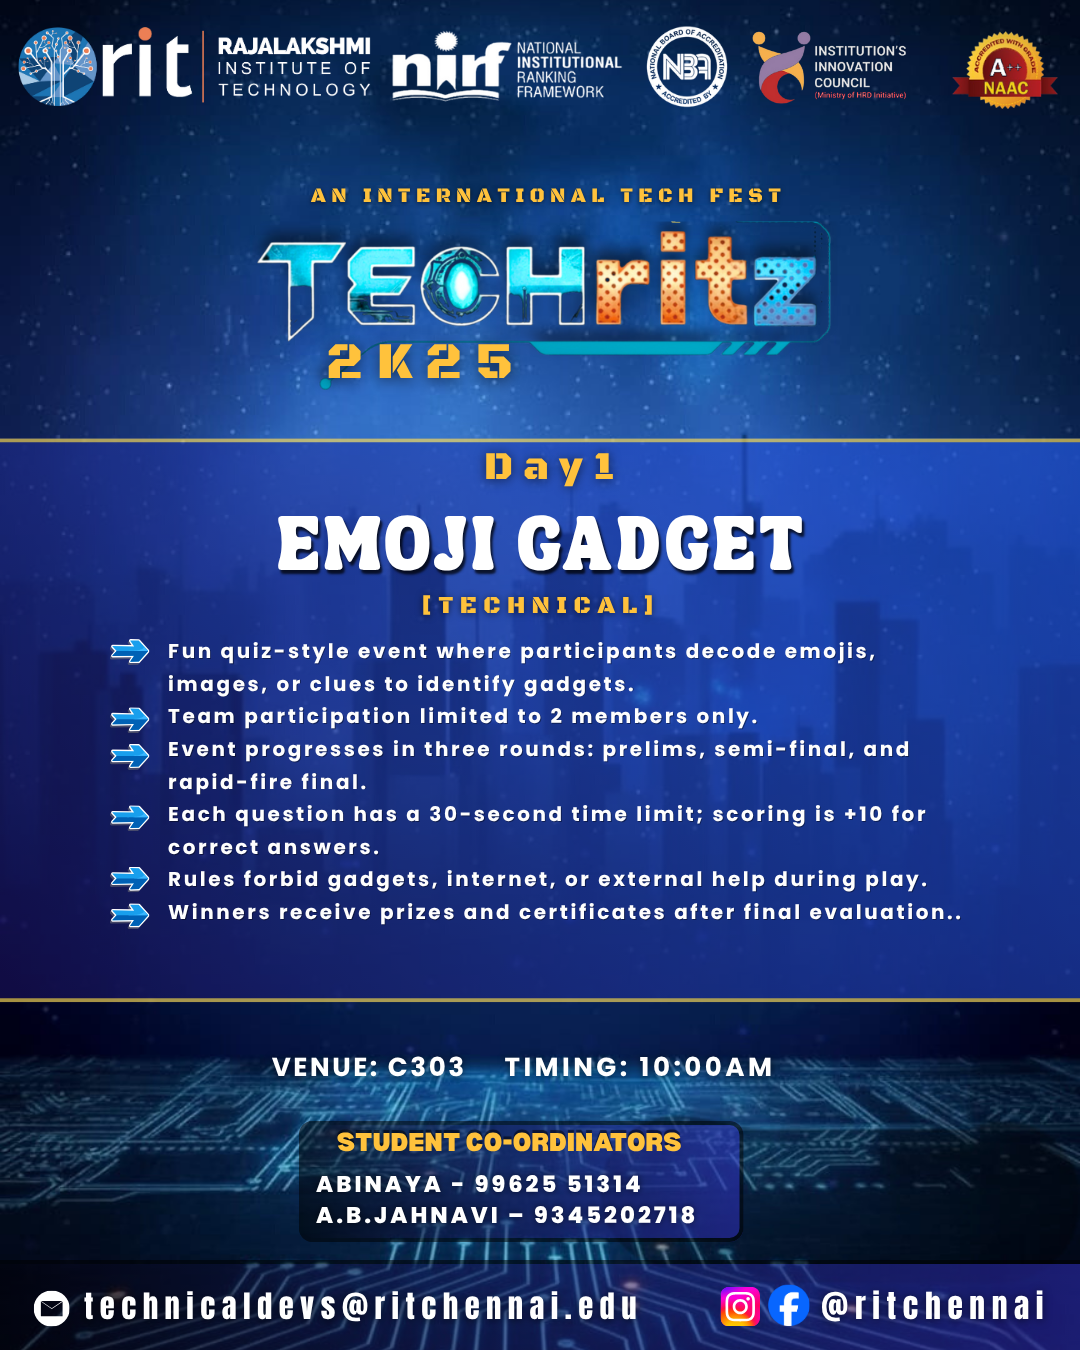 rit
RAJALAKSHMI
INSTITUTE OF
TECHNOLOGY
nirf
NATIONAL
INSTITUTIONAL
RANKING
FRAMEWORK
NATIONAL BOARD OF ACCREDITATION
NBA
ACCREDITED BY
INSTITUTION'S
INNOVATION
COUNCIL
(Ministry of HRD Initiative)
ACCREDITED WITH GRADE
A++
NAAC
AN INTERNATIONAL TECH FEST
TECHritz
2K25
Day1
EMOJI GADGET
[TECHNICAL]
Fun quiz-style event where participants decode emojis,
images, or clues to identify gadgets.
Team participation limited to 2 members only.
Event progresses in three rounds: prelims, semi-final, and
rapid-fire final.
Each question has a 30-second time limit; scoring is +10 for
correct answers.
Rules forbid gadgets, internet, or external help during play.
Winners receive prizes and certificates after final evaluation..
VENUE: C303 TIMING: 10:00AM
STUDENT CO-ORDINATORS
ABINAYA - 99625 51314
A.B.JAHNAVI – 9345202718
technicaldevs@ritchennai.edu
@ritchennai